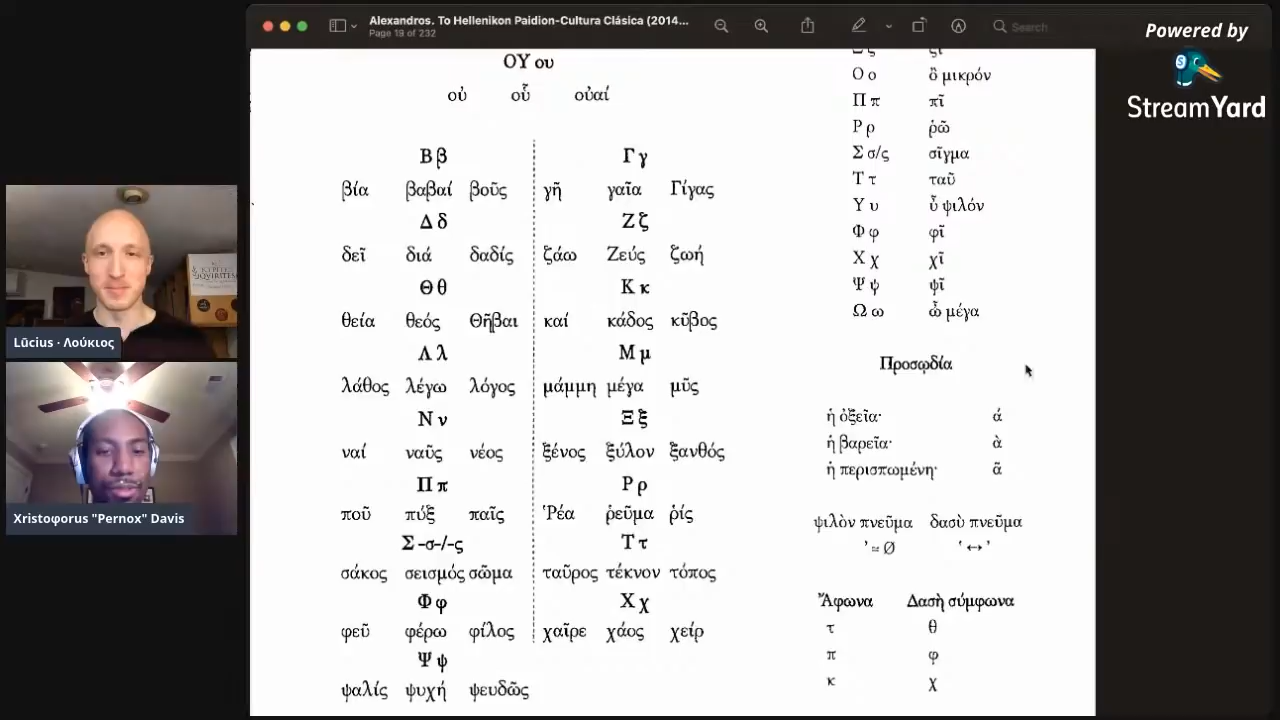 Alexandros. To Hellenikon Paidion-Cultura Clásica (2014...
Page 19 of 232
Search
Powered by
StreamYard
Lūcius · Λούκιος
Xristoφorus "Pernox" Davis
ΟΥ ου
οὐ οὗ οὐαί
Β β Γ γ
βία βαβαί βοῦς γῆ γαῖα Γίγας
Δ δ Ζ ζ
δεῖ διά δαδίς ζάω Ζεύς ζωή
Θ θ Κ κ
θεία θεός Θῆβαι καί κάδος κῦβος
Λ λ Μ μ
λάθος λέγω λόγος μάμμη μέγα μῦς
Ν ν Ξ ξ
ναί ναῦς νέος ξένος ξύλον ξανθός
Π π Ρ ρ
ποῦ πύξ παῖς Ῥέα ῥεῦμα ῥίς
Σ -σ-/-ς Τ τ
σάκος σεισμός σῶμα ταῦρος τέκνον τόπος
Φ φ Χ χ
φεῦ φέρω φίλος χαῖρε χάος χείρ
Ψ ψ
ψαλίς ψυχή ψευδῶς
Ο ο ὂ μικρόν
Π π πῖ
Ρ ρ ῥῶ
Σ σ/ς σῖγμα
Τ τ ταῦ
Υ υ ὖ ψιλόν
Φ φ φῖ
Χ χ χῖ
Ψ ψ ψῖ
Ω ω ὦ μέγα
Προσῳδία
ἡ ὀξεῖα· ά
ἡ βαρεῖα· ὰ
ἡ περισπωμένη· ᾶ
ψιλὸν πνεῦμα δασὺ πνεῦμα
᾿ = Ø ῾ ↔ ᾿
Ἄφωνα Δασὴ σύμφωνα
τ θ
π φ
κ χ